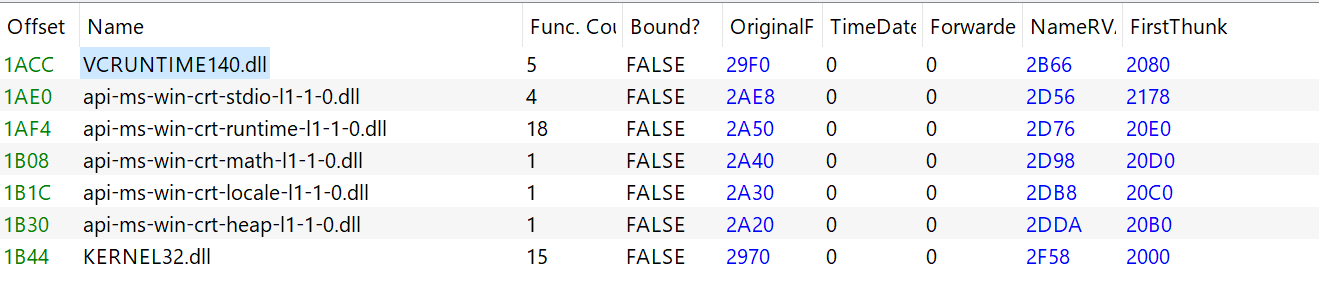 Offset Name Func. Cou Bound? OriginalF TimeDate Forwarde NameRVA FirstThunk
1ACC VCRUNTIME140.dll 5 FALSE 29F0 0 0 2B66 2080
1AE0 api-ms-win-crt-stdio-l1-1-0.dll 4 FALSE 2AE8 0 0 2D56 2178
1AF4 api-ms-win-crt-runtime-l1-1-0.dll 18 FALSE 2A50 0 0 2D76 20E0
1B08 api-ms-win-crt-math-l1-1-0.dll 1 FALSE 2A40 0 0 2D98 20D0
1B1C api-ms-win-crt-locale-l1-1-0.dll 1 FALSE 2A30 0 0 2DB8 20C0
1B30 api-ms-win-crt-heap-l1-1-0.dll 1 FALSE 2A20 0 0 2DDA 20B0
1B44 KERNEL32.dll 15 FALSE 2970 0 0 2F58 2000